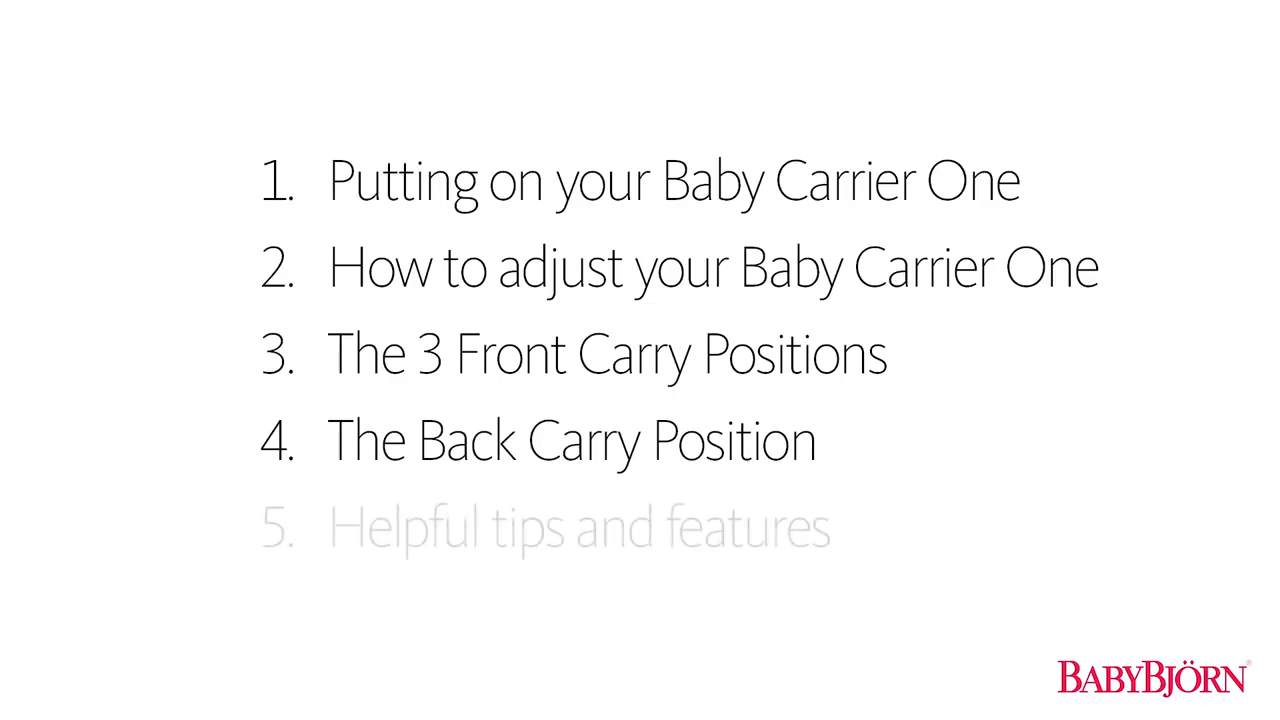 1. Putting on your Baby Carrier One
2. How to adjust your Baby Carrier One
3. The 3 Front Carry Positions
4. The Back Carry Position
5. Helpful tips and features
BABYBJÖRN®